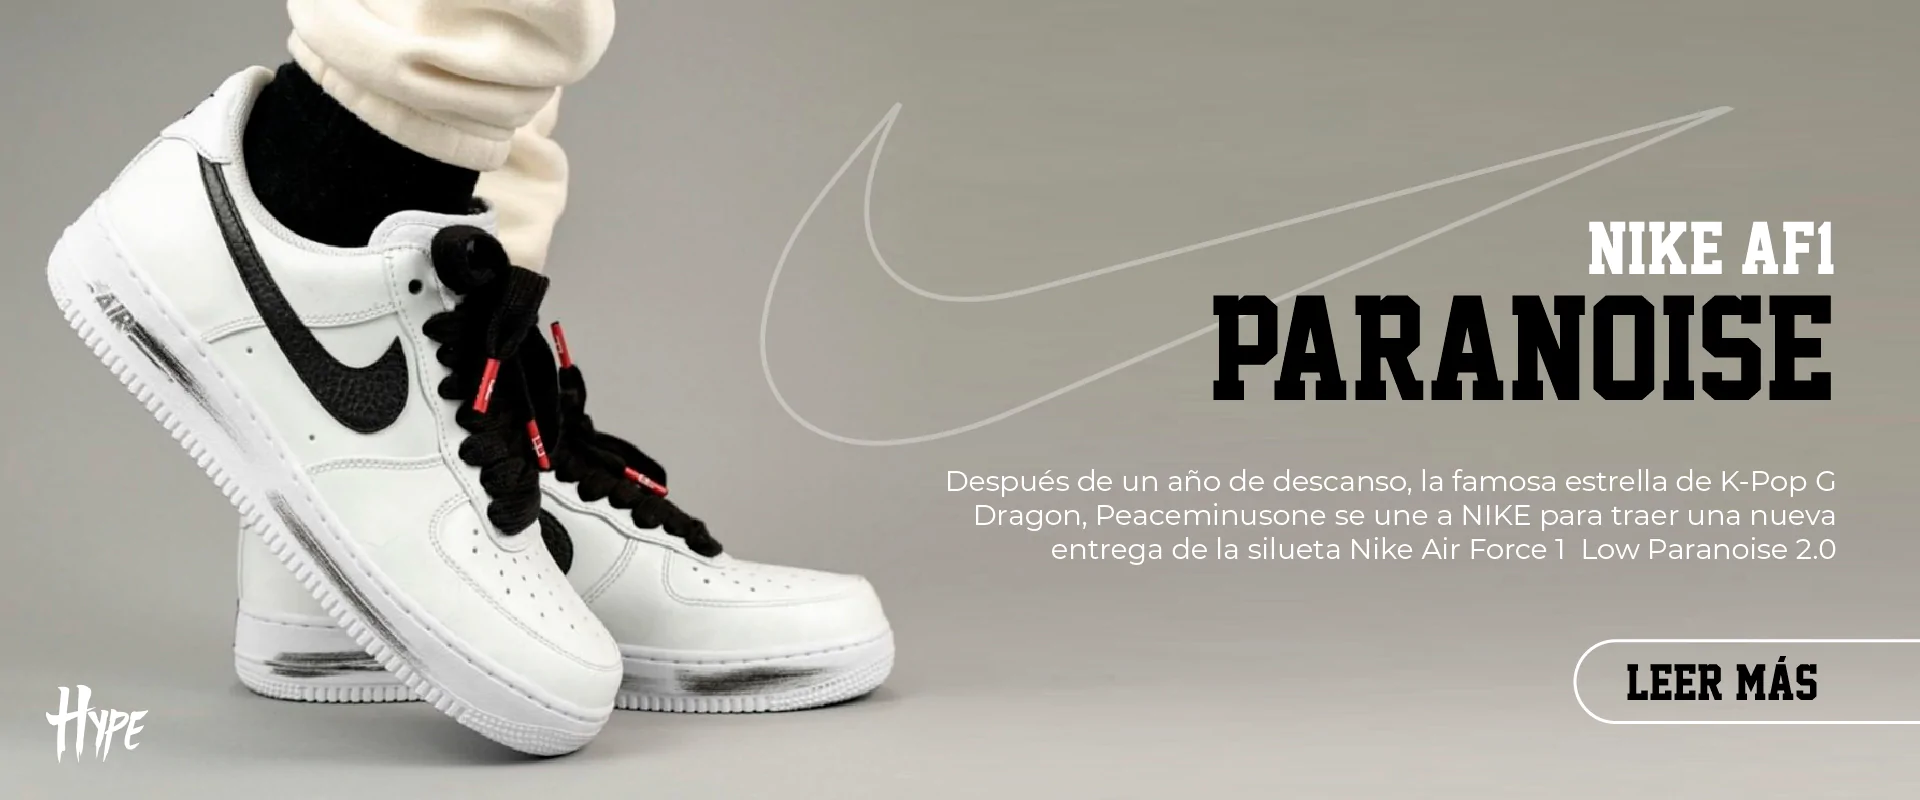 NIKE AF1
PARANOISE
Después de un año de descanso, la famosa estrella de K-Pop G
Dragon, Peaceminusone se une a NIKE para traer una nueva
entrega de la silueta Nike Air Force 1  Low Paranoise 2.0
LEER MÁS
AIR
HYPE